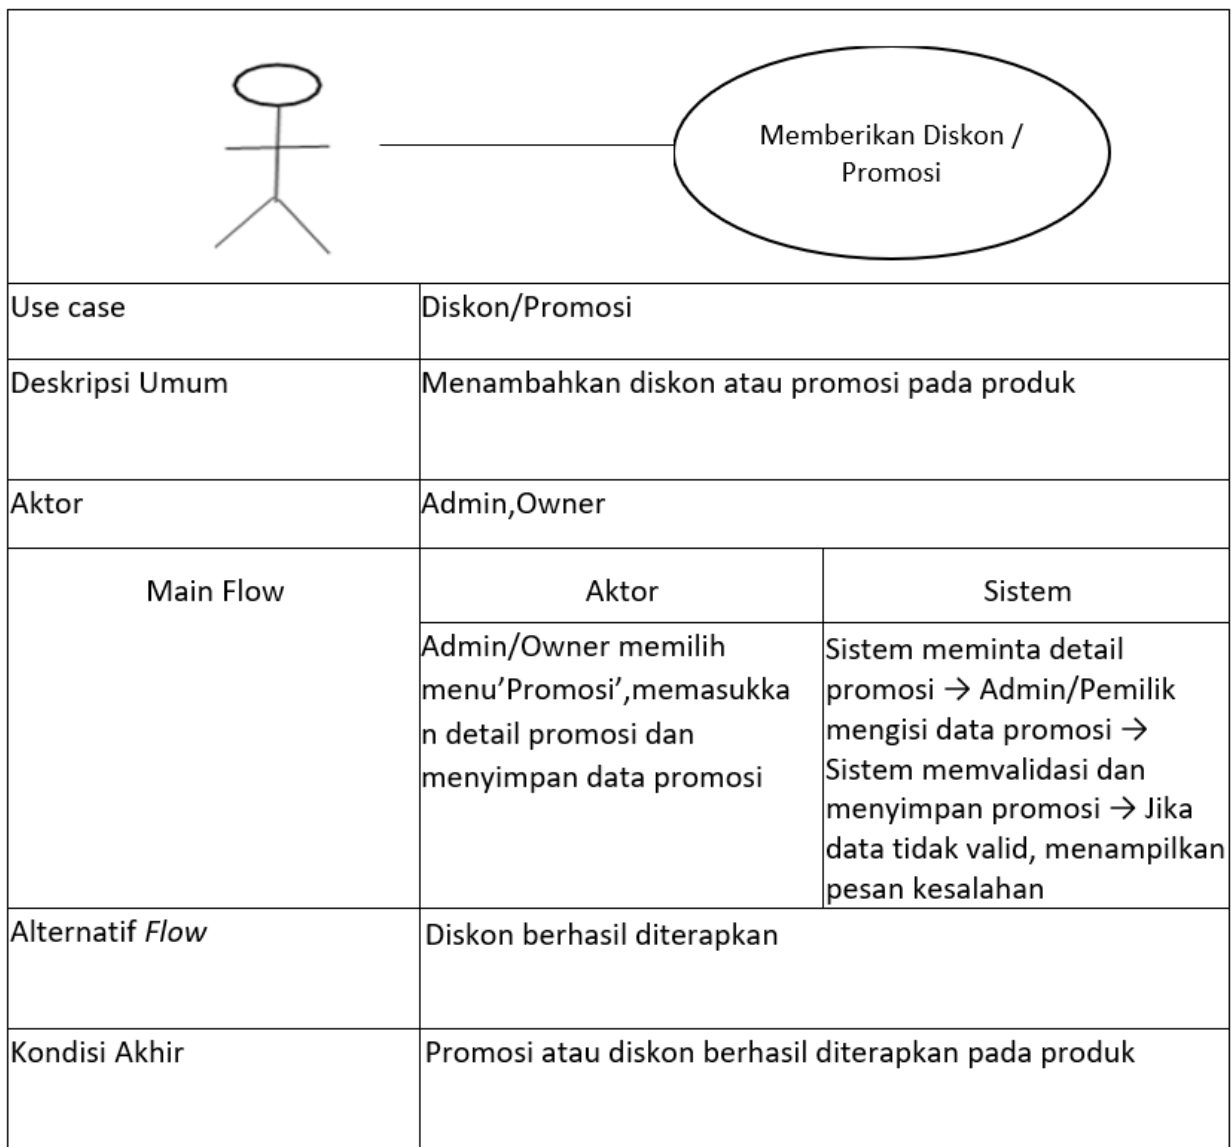 Memberikan Diskon /
Promosi
Use case
Diskon/Promosi
Deskripsi Umum
Menambahkan diskon atau promosi pada produk
Aktor
Admin,Owner
Main Flow
Aktor
Sistem
Admin/Owner memilih
menu’Promosi’,memasukka
n detail promosi dan
menyimpan data promosi
Sistem meminta detail
promosi → Admin/Pemilik
mengisi data promosi →
Sistem memvalidasi dan
menyimpan promosi → Jika
data tidak valid, menampilkan
pesan kesalahan
Alternatif Flow
Diskon berhasil diterapkan
Kondisi Akhir
Promosi atau diskon berhasil diterapkan pada produk